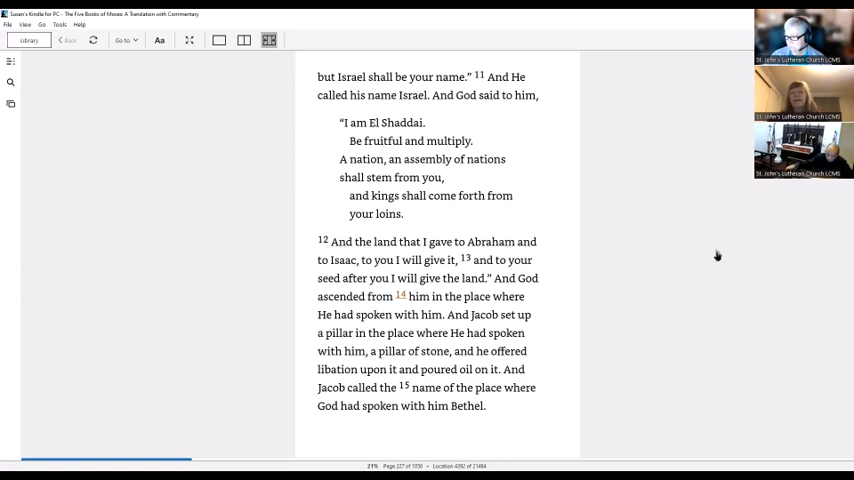 Susan's Kindle for PC - The Five Books of Moses: A Translation with Commentary
File View Go Tools Help
Library Back Go to Aa
but Israel shall be your name.” 11 And He
called his name Israel. And God said to him,
“I am El Shaddai.
Be fruitful and multiply.
A nation, an assembly of nations
shall stem from you,
and kings shall come forth from
your loins.
12 And the land that I gave to Abraham and
to Isaac, to you I will give it, 13 and to your
seed after you I will give the land.” And God
ascended from 14 him in the place where
He had spoken with him. And Jacob set up
a pillar in the place where He had spoken
with him, a pillar of stone, and he offered
libation upon it and poured oil on it. And
Jacob called the 15 name of the place where
God had spoken with him Bethel.
21% Page 227 of 1050 • Location 4392 of 21484
St. John's Lutheran Church LCMS
St. John's Lutheran Church LCMS
St. John's Lutheran Church LCMS